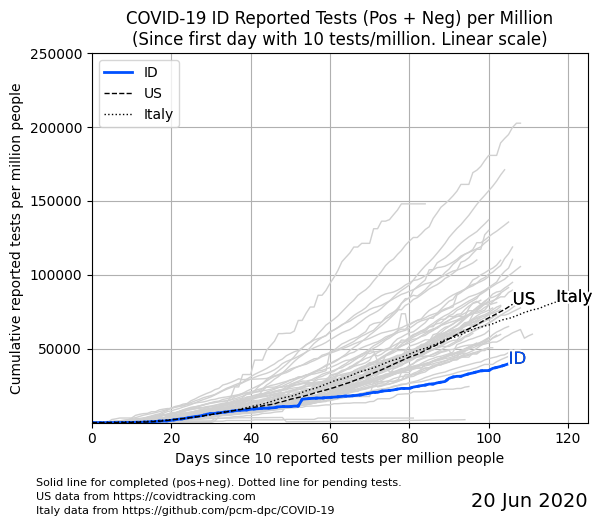 COVID-19 ID Reported Tests (Pos + Neg) per Million
(Since first day with 10 tests/million. Linear scale)
Cumulative reported tests per million people
250000
200000
150000
100000
50000
ID
US
Italy
US
Italy
ID
0
20
40
60
80
100
120
Days since 10 reported tests per million people
Solid line for completed (pos+neg). Dotted line for pending tests.
US data from https://covidtracking.com
Italy data from https://github.com/pcm-dpc/COVID-19
20 Jun 2020